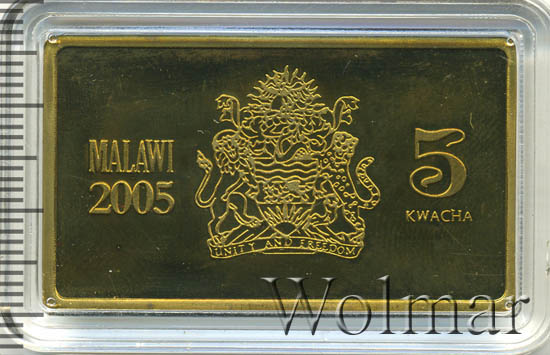 MALAWI
2005
UNITY AND FREEDOM
5
KWACHA
Wolmar